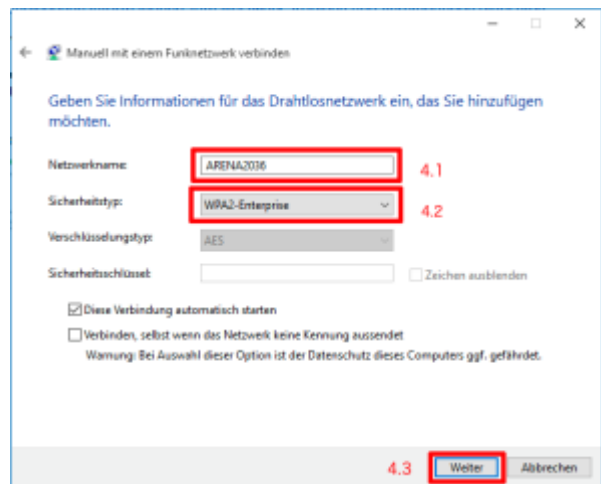 Manuell mit einem Funknetzwerk verbinden
Geben Sie Informationen für das Drahtlosnetzwerk ein, das Sie hinzufügen
möchten.
Netzwerkname: ARENA2036 4.1
Sicherheitstyp: WPA2-Enterprise 4.2
Verschlüsselungstyp: AES
Sicherheitsschlüssel: Zeichen ausblenden
Diese Verbindung automatisch starten
Verbinden, selbst wenn das Netzwerk keine Kennung aussendet
Warnung: Bei Auswahl dieser Option ist der Datenschutz dieses Computers ggf. gefährdet.
4.3 Weiter Abbrechen